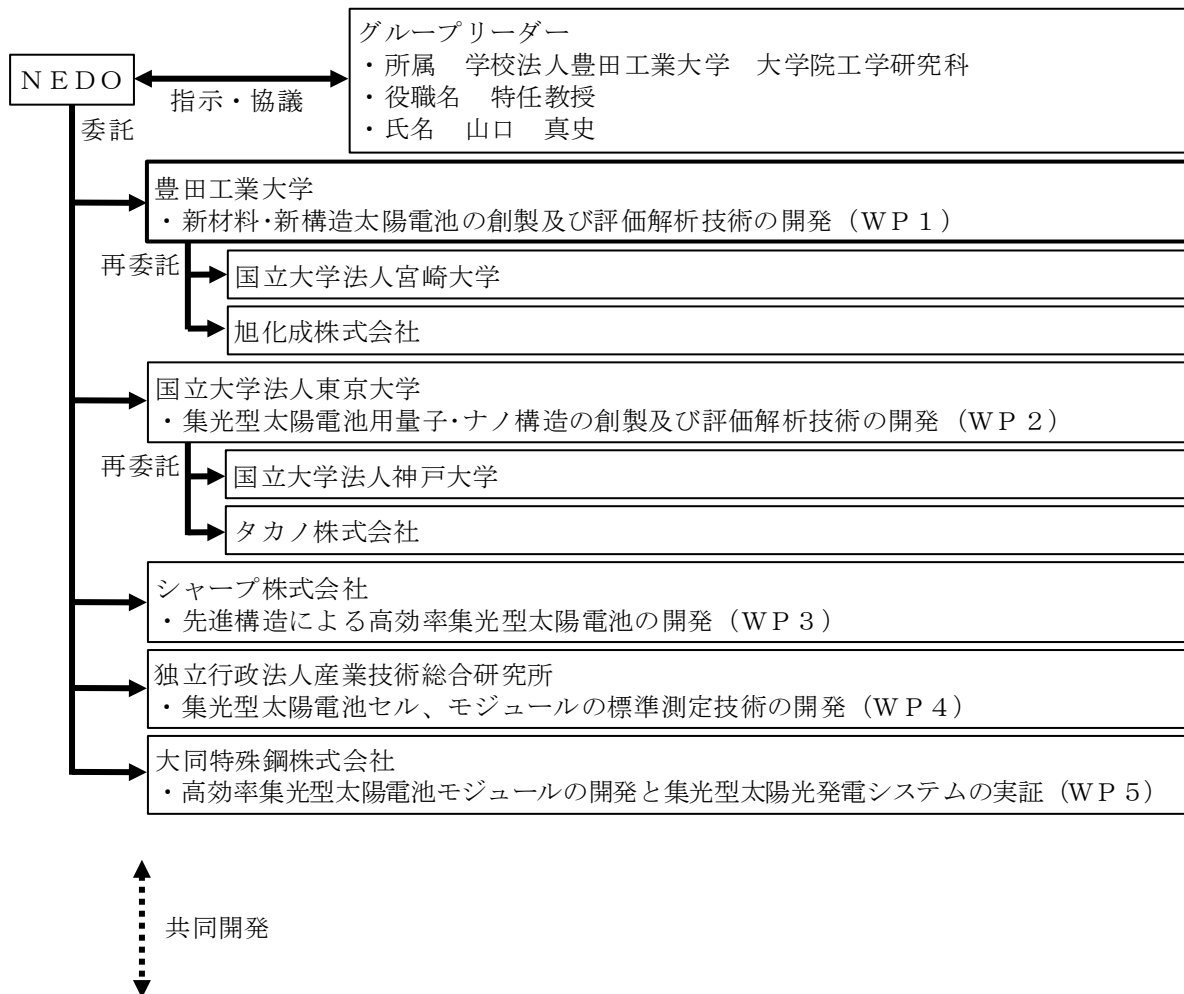 グループリーダー
・所属　学校法人豊田工業大学　大学院工学研究科
・役職名　特任教授
・氏名　山口　真史
ＮＥＤＯ
指示・協議
委託
豊田工業大学
・新材料･新構造太陽電池の創製及び評価解析技術の開発（ＷＰ１）
再委託
国立大学法人宮崎大学
旭化成株式会社
国立大学法人東京大学
・集光型太陽電池用量子･ナノ構造の創製及び評価解析技術の開発（ＷＰ２）
再委託
国立大学法人神戸大学
タカノ株式会社
シャープ株式会社
・先進構造による高効率集光型太陽電池の開発（ＷＰ３）
独立行政法人産業技術総合研究所
・集光型太陽電池セル、モジュールの標準測定技術の開発（ＷＰ４）
大同特殊鋼株式会社
・高効率集光型太陽電池モジュールの開発と集光型太陽光発電システムの実証（ＷＰ５）
共同開発